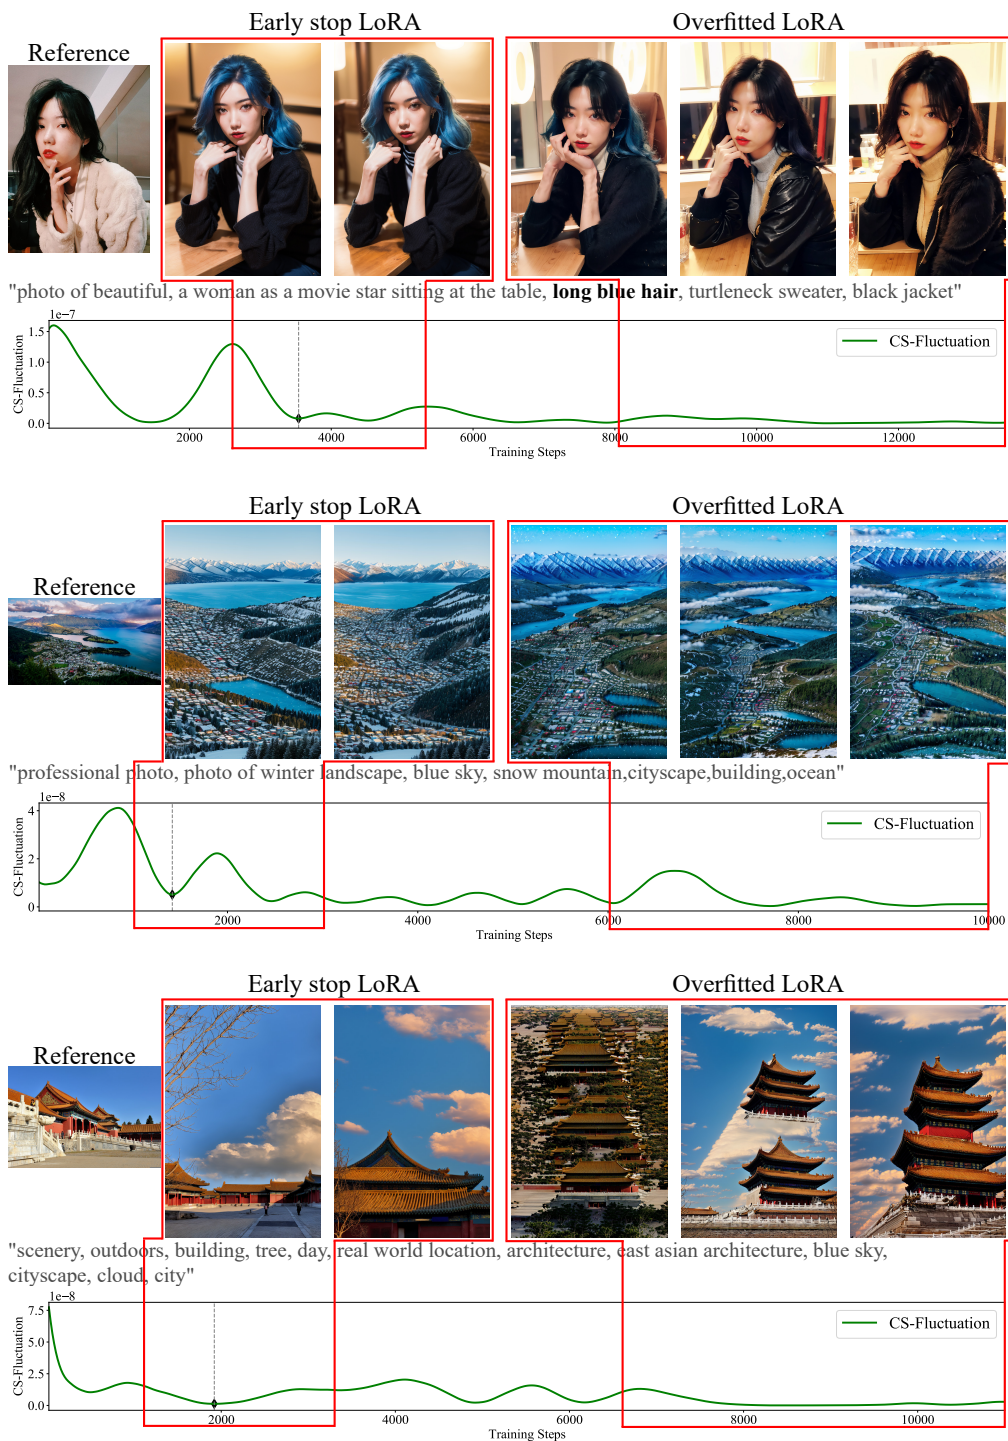 Early stop LoRA
Overfitted LoRA
Reference
"photo of beautiful, a woman as a movie star sitting at the table, long blue hair, turtleneck sweater, black jacket"
1e−7
1.5
1.0
0.5
0.0
CS-Fluctuation
CS-Fluctuation
2000 4000 6000 8000 10000 12000
Training Steps
Early stop LoRA
Overfitted LoRA
Reference
"professional photo, photo of winter landscape, blue sky, snow mountain,cityscape,building,ocean"
1e−8
4
2
0
CS-Fluctuation
CS-Fluctuation
2000 4000 6000 8000 10000
Training Steps
Early stop LoRA
Overfitted LoRA
Reference
"scenery, outdoors, building, tree, day, real world location, architecture, east asian architecture, blue sky,
cityscape, cloud, city"
1e−8
7.5
5.0
2.5
0.0
CS-Fluctuation
CS-Fluctuation
2000 4000 6000 8000 10000
Training Steps